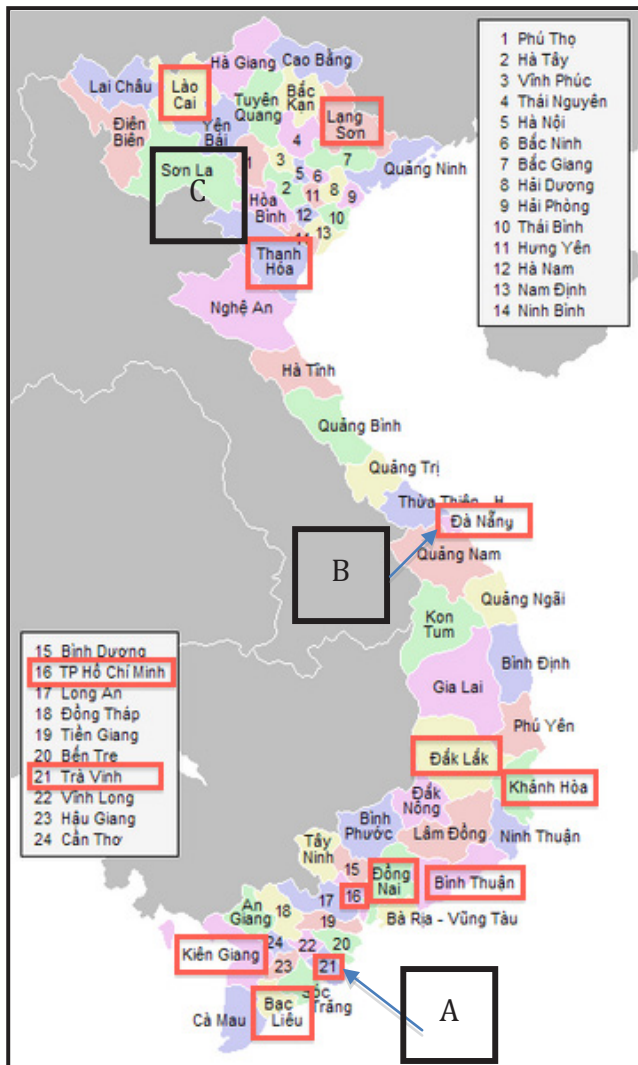 Hà Giang
Cao Bằng
Lai Châu
Lào
Cai
Bắc
Kạn
Tuyên
Quang
Lạng
Sơn
Điên
Biên
Yên
Bái
4
Sơn La
C
1
3
7
Quảng Ninh
5
6
2
11
8
9
Hòa
Bình
12
10
13
14
Thanh
Hóa
Nghệ An
Hà Tĩnh
Quảng Bình
Quảng Trị
Thừa Thiên - H
Đà Nẵng
B
Quảng Nam
Quảng Ngãi
Kon
Tum
Bình Định
Gia Lai
Phú Yên
Đắk Lắk
Khánh Hòa
Đắk
Nông
Bình
Phước
Lâm Đồng
Ninh Thuận
Tây
Ninh
15
Đồng
Nai
Bình Thuận
16
17
An
Giang
18
19
Bà Rịa - Vũng Tàu
Kiên Giang
24
22
20
23
21
Sóc
Trăng
Bạc
Liêu
Cà Mau
A
1 Phú Thọ
2 Hà Tây
3 Vĩnh Phúc
4 Thái Nguyên
5 Hà Nội
6 Bắc Ninh
7 Bắc Giang
8 Hải Dương
9 Hải Phòng
10 Thái Bình
11 Hưng Yên
12 Hà Nam
13 Nam Định
14 Ninh Bình
15 Bình Dương
16 TP Hồ Chí Minh
17 Long An
18 Đồng Tháp
19 Tiền Giang
20 Bến Tre
21 Trà Vinh
22 Vĩnh Long
23 Hậu Giang
24 Cần Thơ